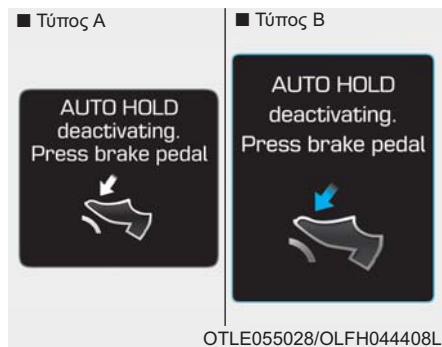 ■ Τύπος A
AUTO HOLD
deactivating.
Press brake pedal
■ Τύπος B
AUTO HOLD
deactivating.
Press brake pedal
OTLE055028/OLFH044408L